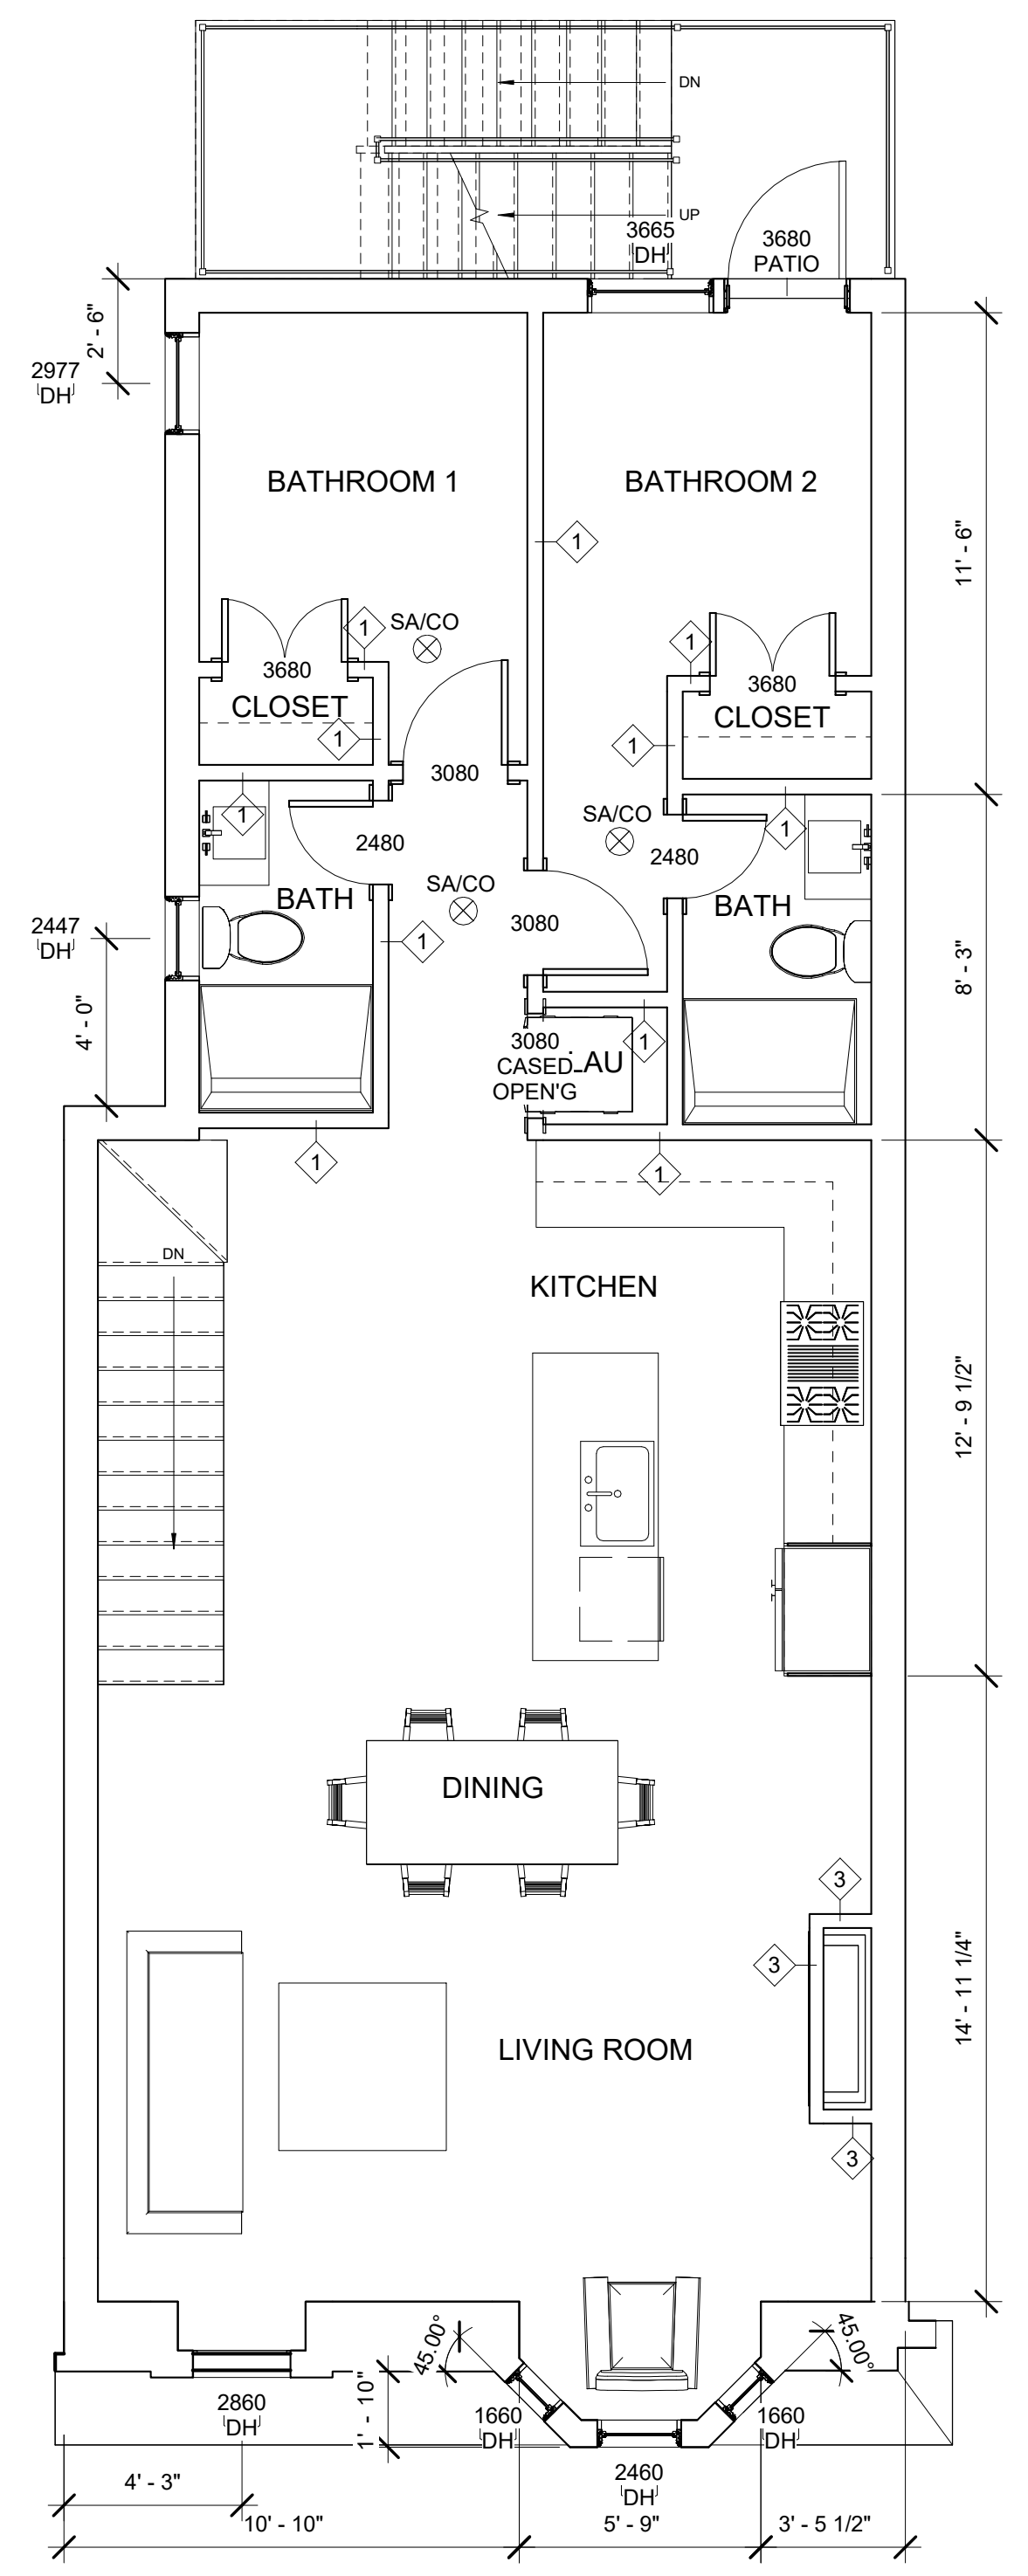 DN
UP
3665
DH
3680
PATIO
2' - 6"
2977
DH
BATHROOM 1
BATHROOM 2
1
11' - 6"
1
SA/CO
1
3680
CLOSET
3680
CLOSET
1
1
3080
1
SA/CO
1
2480
2480
SA/CO
BATH
BATH
3080
2447
DH
1
8' - 3"
4' - 0"
3080
CASED
OPEN'G
LAU
1
1
1
DN
KITCHEN
12' - 9 1/2"
DINING
3
3
14' - 11 1/4"
LIVING ROOM
3
45.00°
45.00°
2860
DH
1' - 10"
1660
DH
1660
DH
2460
DH
4' - 3"
10' - 10"
5' - 9"
3' - 5 1/2"